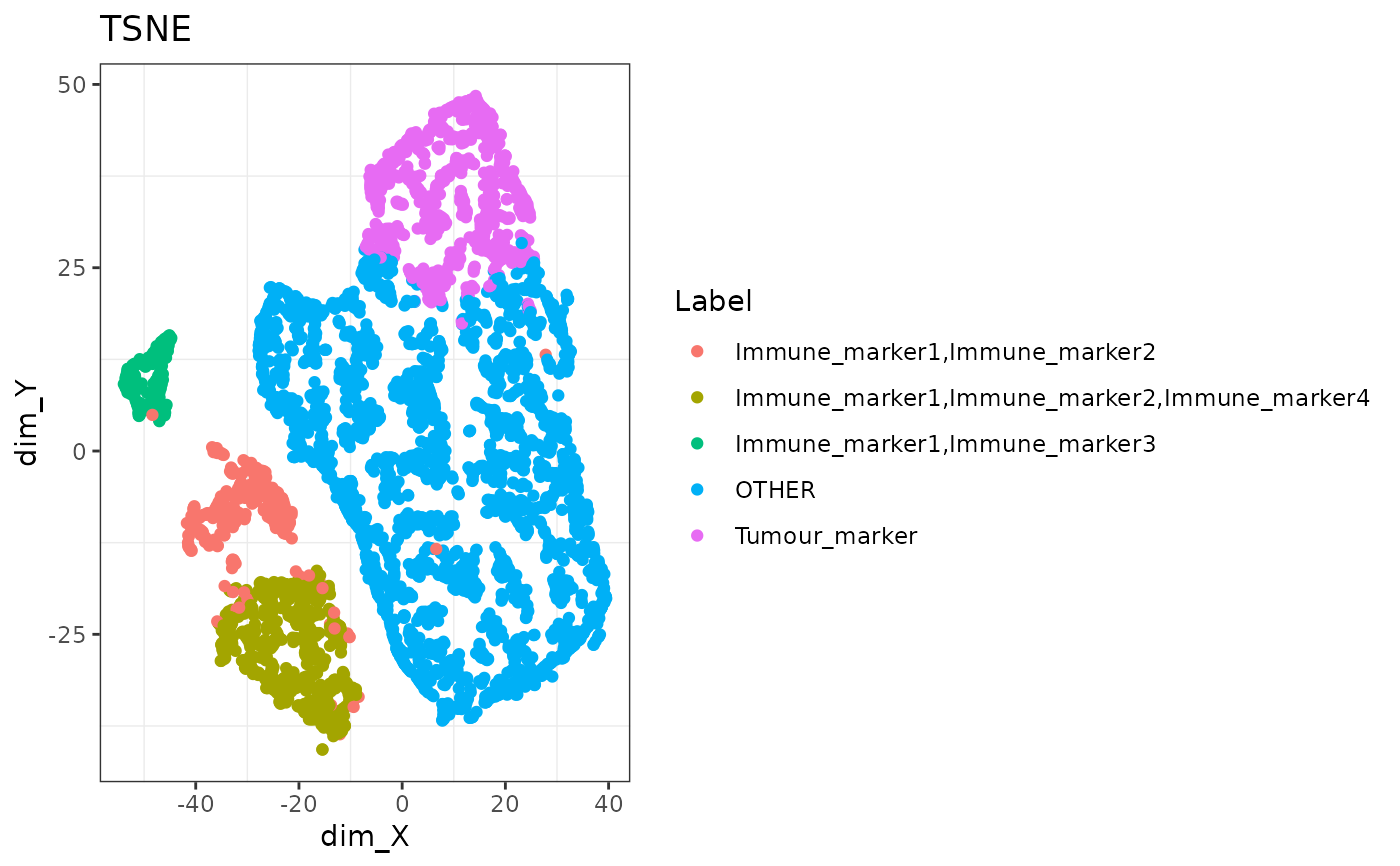 TSNE
50
25
0
-25
dim_Y
-40
-20
0
20
40
dim_X
Label
Immune_marker1,Immune_marker2
Immune_marker1,Immune_marker2,Immune_marker4
Immune_marker1,Immune_marker3
OTHER
Tumour_marker